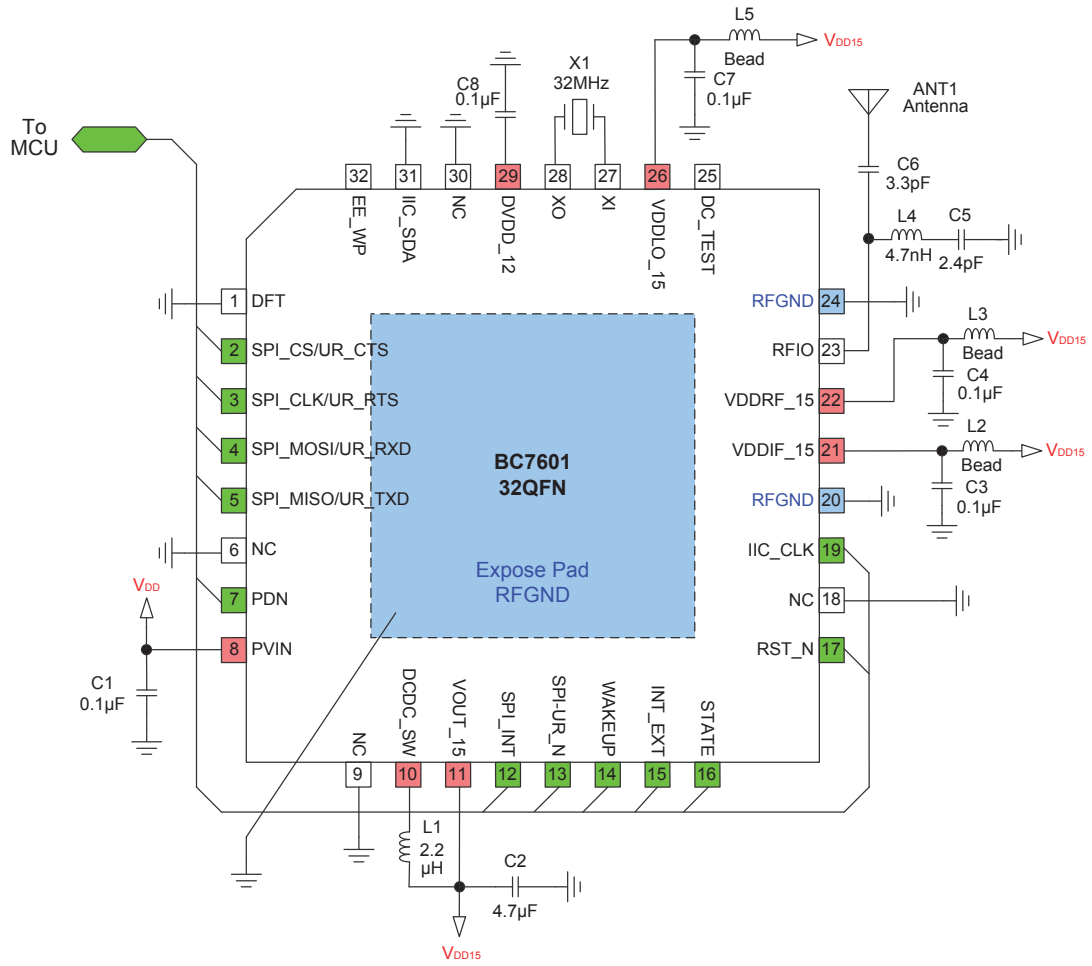 L5
Bead
VDD15
C7
0.1µF
X1
32MHz
C8
0.1µF
ANT1
Antenna
To
MCU
C6
3.3pF
32
31
30
29
28
27
26
25
EE_WP
IIC_SDA
NC
DVDD_12
XO
XI
VDDLO_15
DC_TEST
L4
4.7nH
C5
2.4pF
1
DFT
2
SPI_CS/UR_CTS
3
SPI_CLK/UR_RTS
4
SPI_MOSI/UR_RXD
5
SPI_MISO/UR_TXD
6
NC
7
PDN
8
PVIN
VDD
C1
0.1µF
RFGND
24
RFIO
23
VDDRF_15
22
VDDIF_15
21
RFGND
20
IIC_CLK
19
NC
18
RST_N
17
L3
Bead
VDD15
C4
0.1µF
L2
Bead
VDD15
C3
0.1µF
BC7601
32QFN
Expose Pad
RFGND
NC
DCDC_SW
VOUT_15
SPI_INT
SPI-UR_N
WAKEUP
INT_EXT
STATE
9
10
11
12
13
14
15
16
L1
2.2
µH
C2
4.7µF
VDD15